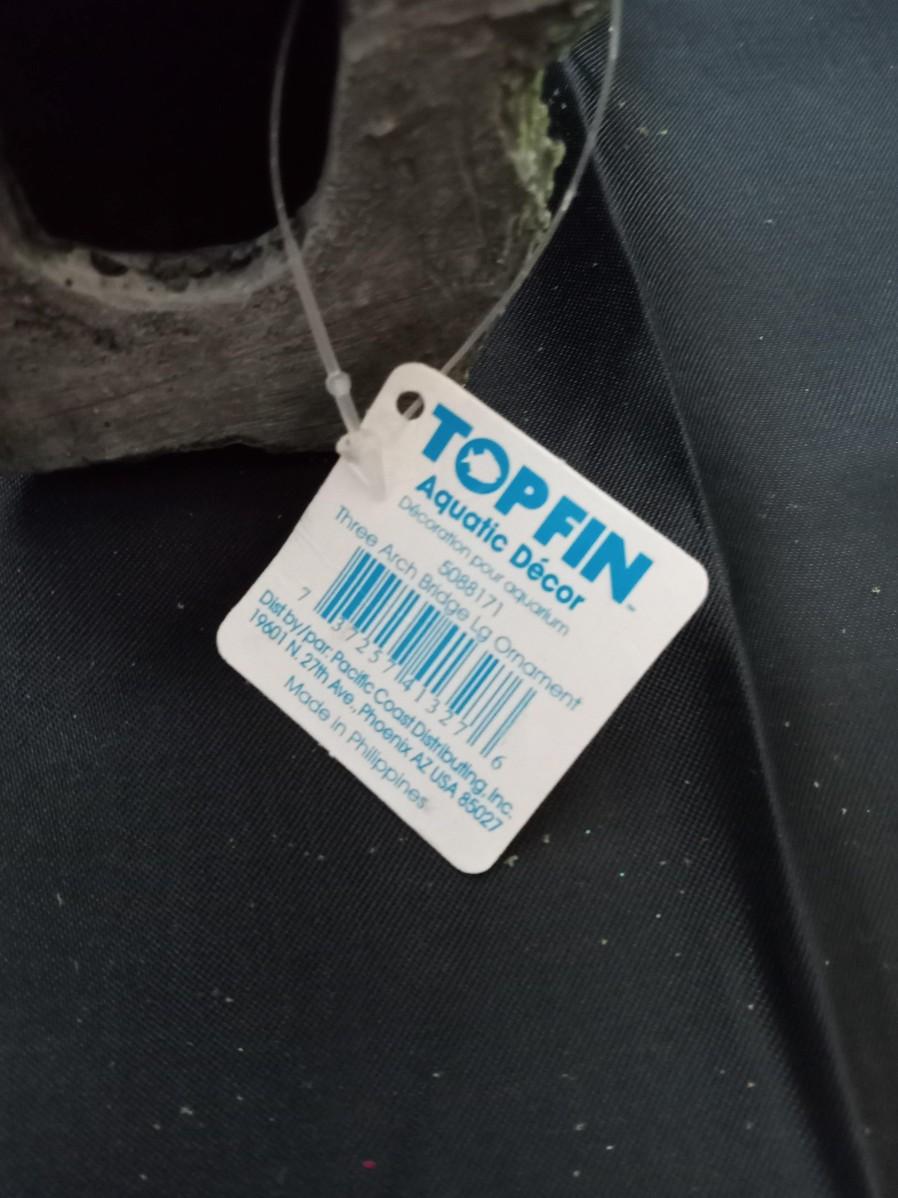 TOPFIN™
Aquatic Décor
Décoration pour aquarium
5088171
Three Arch Bridge Lg Ornament
7 37257 41327 6
Dist by/par. Pacific Coast Distributing, Inc.
19601 N. 27th Ave., Phoenix AZ USA 85027
Made in Philippines